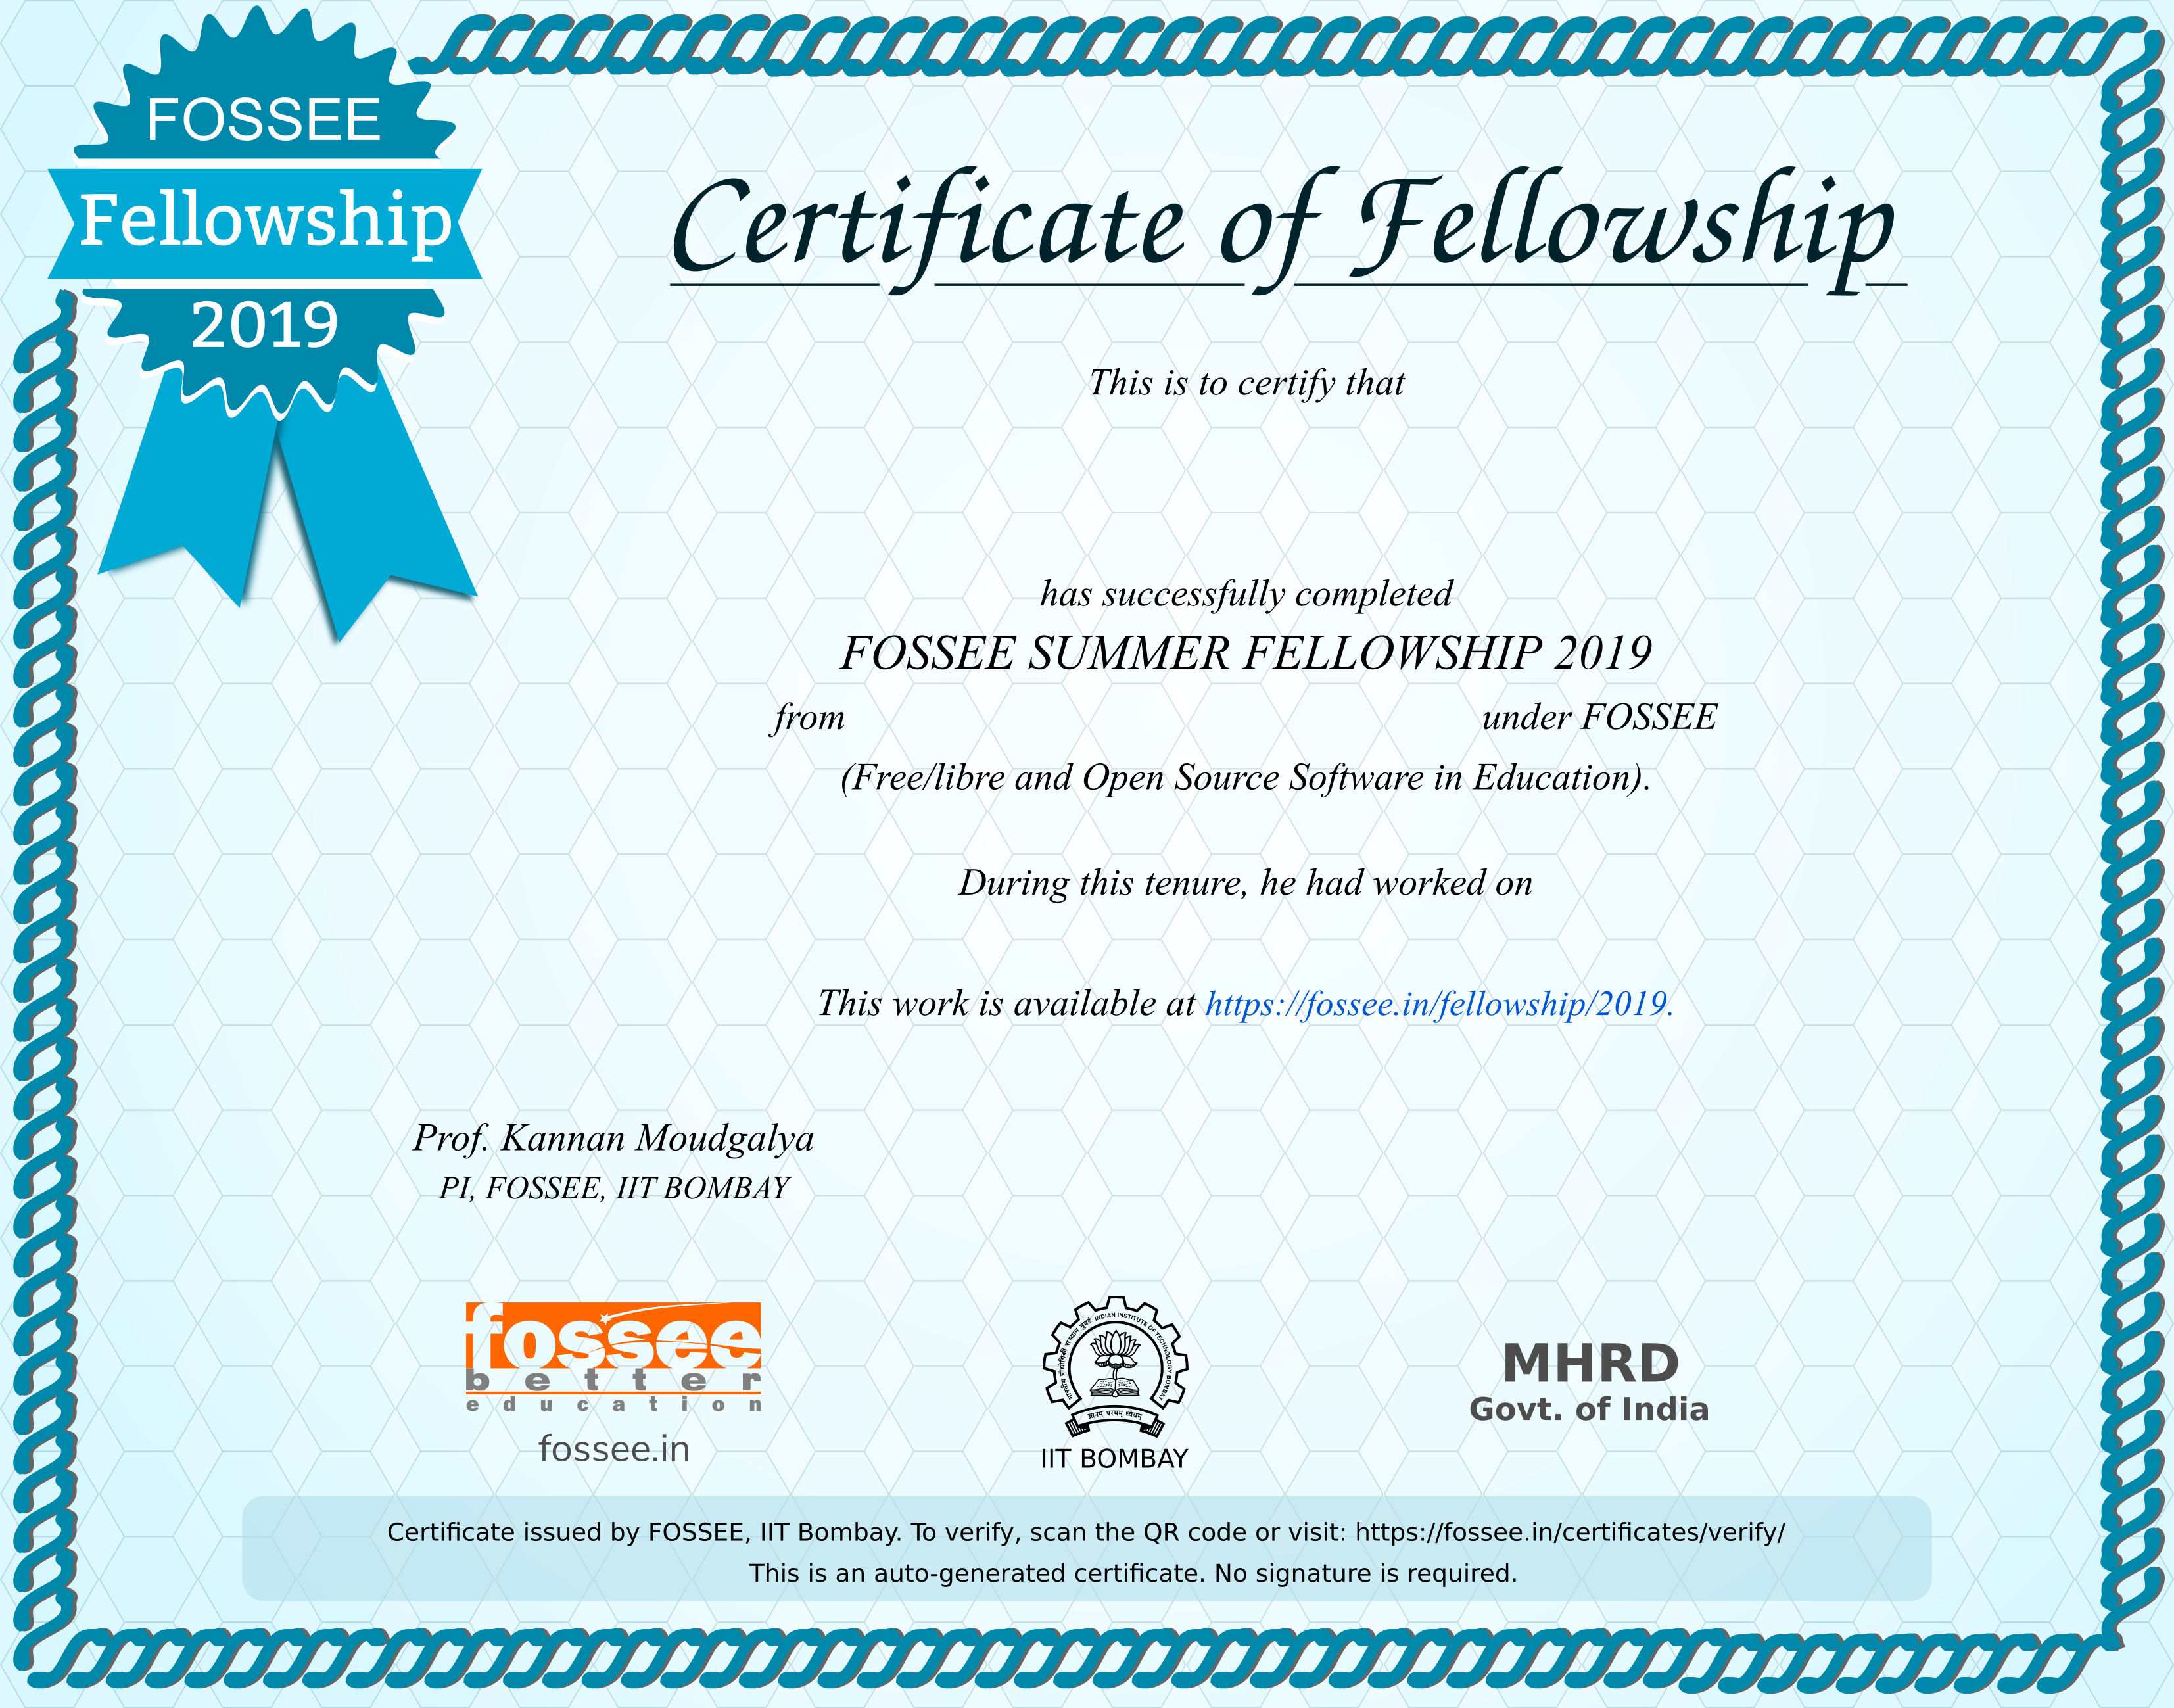 FOSSEE
Fellowship
2019
Certificate of Fellowship
This is to certify that
has successfully completed
FOSSEE SUMMER FELLOWSHIP 2019
from under FOSSEE
(Free/libre and Open Source Software in Education).
During this tenure, he had worked on
This work is available at https://fossee.in/fellowship/2019.
Prof. Kannan Moudgalya
PI, FOSSEE, IIT BOMBAY
fossee
better
education
fossee.in
भारतीय प्रौद्योगिकी संस्थान मुंबई INDIAN INSTITUTE OF TECHNOLOGY BOMBAY
ज्ञानम् परमम् ध्येयम्
IIT BOMBAY
MHRD
Govt. of India
Certificate issued by FOSSEE, IIT Bombay. To verify, scan the QR code or visit: https://fossee.in/certificates/verify/
This is an auto-generated certificate. No signature is required.